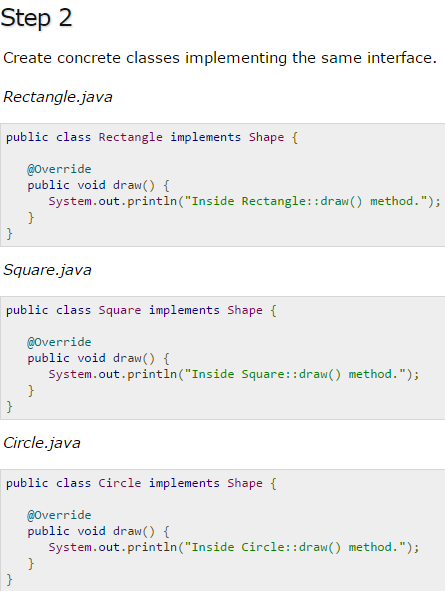 Step 2
Create concrete classes implementing the same interface.
Rectangle.java
public class Rectangle implements Shape {
@Override
public void draw() {
System.out.println("Inside Rectangle::draw() method.");
}
}
Square.java
public class Square implements Shape {
@Override
public void draw() {
System.out.println("Inside Square::draw() method.");
}
}
Circle.java
public class Circle implements Shape {
@Override
public void draw() {
System.out.println("Inside Circle::draw() method.");
}
}